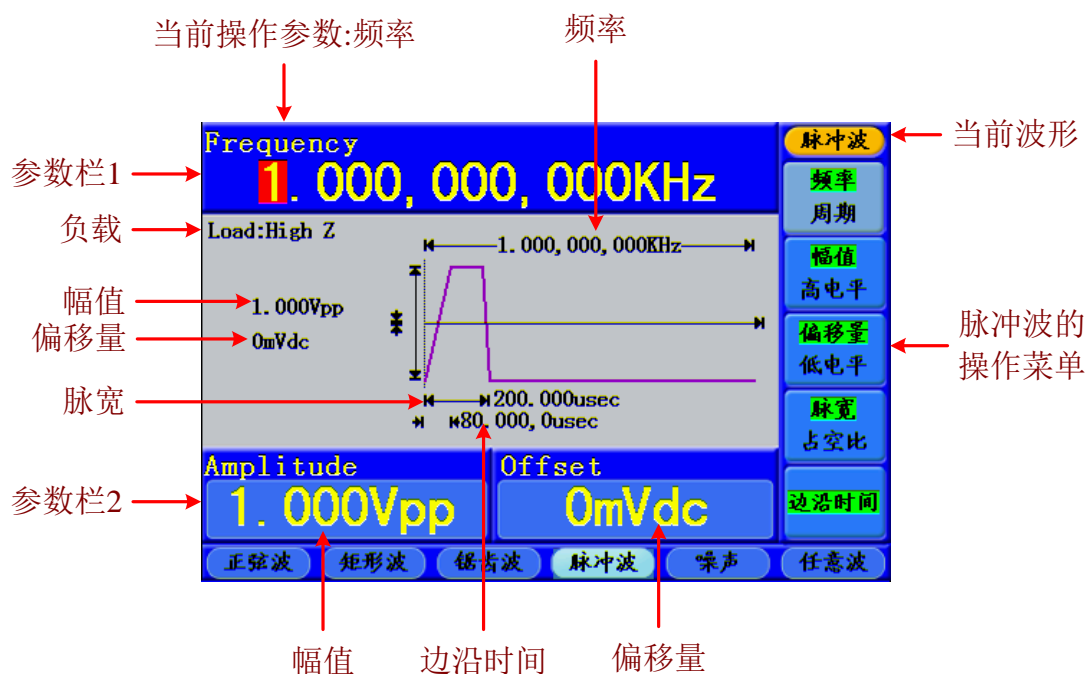 当前操作参数:频率
频率
Frequency
1. 000, 000, 000KHz
脉冲波
当前波形
参数栏1
频率
周期
负载
Load:High Z
1. 000, 000, 000KHz
幅值
高电平
幅值
1. 000Vpp
偏移量
0mVdc
偏移量
低电平
脉冲波的
操作菜单
脉宽
200. 000usec
80. 000, 0usec
脉宽
占空比
Amplitude
Offset
参数栏2
1. 000Vpp
0mVdc
边沿时间
正弦波
矩形波
锯齿波
脉冲波
噪声
任意波
幅值
边沿时间
偏移量